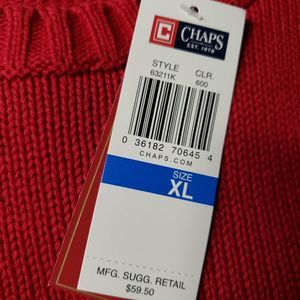 C CHAPS
EST. 1978
STYLE CLR.
63211K 600
0 36182 70645 4
CHAPS.COM
SIZE
XL
MFG. SUGG. RETAIL
$59.50